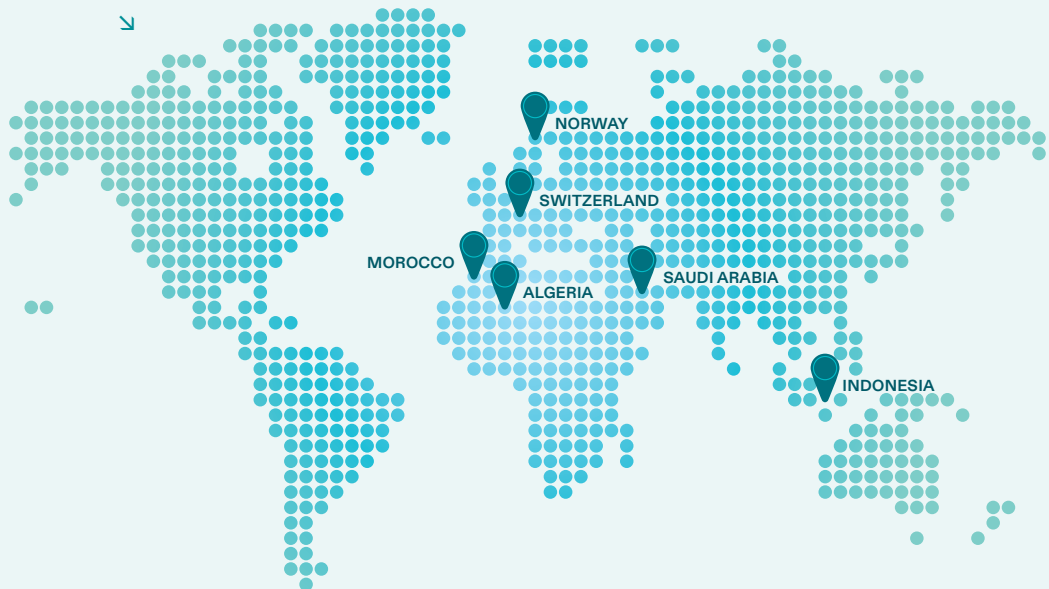 NORWAY
SWITZERLAND
MOROCCO
SAUDI ARABIA
ALGERIA
INDONESIA